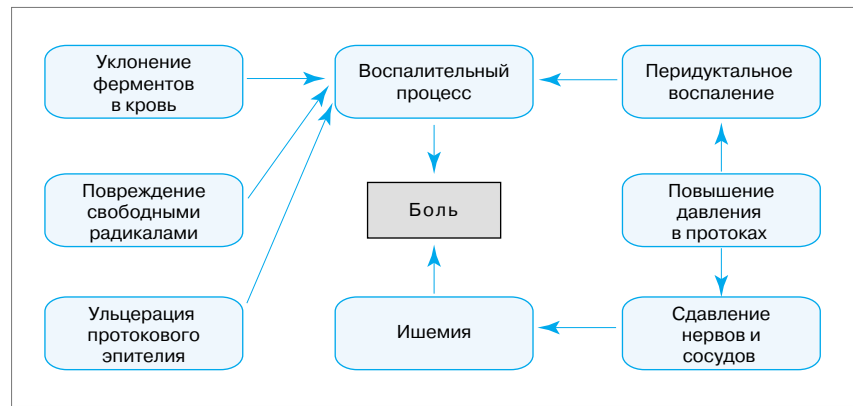 Уклонение
ферментов
в кровь
Воспалительный
процесс
Перидуктальное
воспаление
Повреждение
свободными
радикалами
Боль
Повышение
давления
в протоках
Ульцерация
протокового
эпителия
Ишемия
Сдавление
нервов и
сосудов